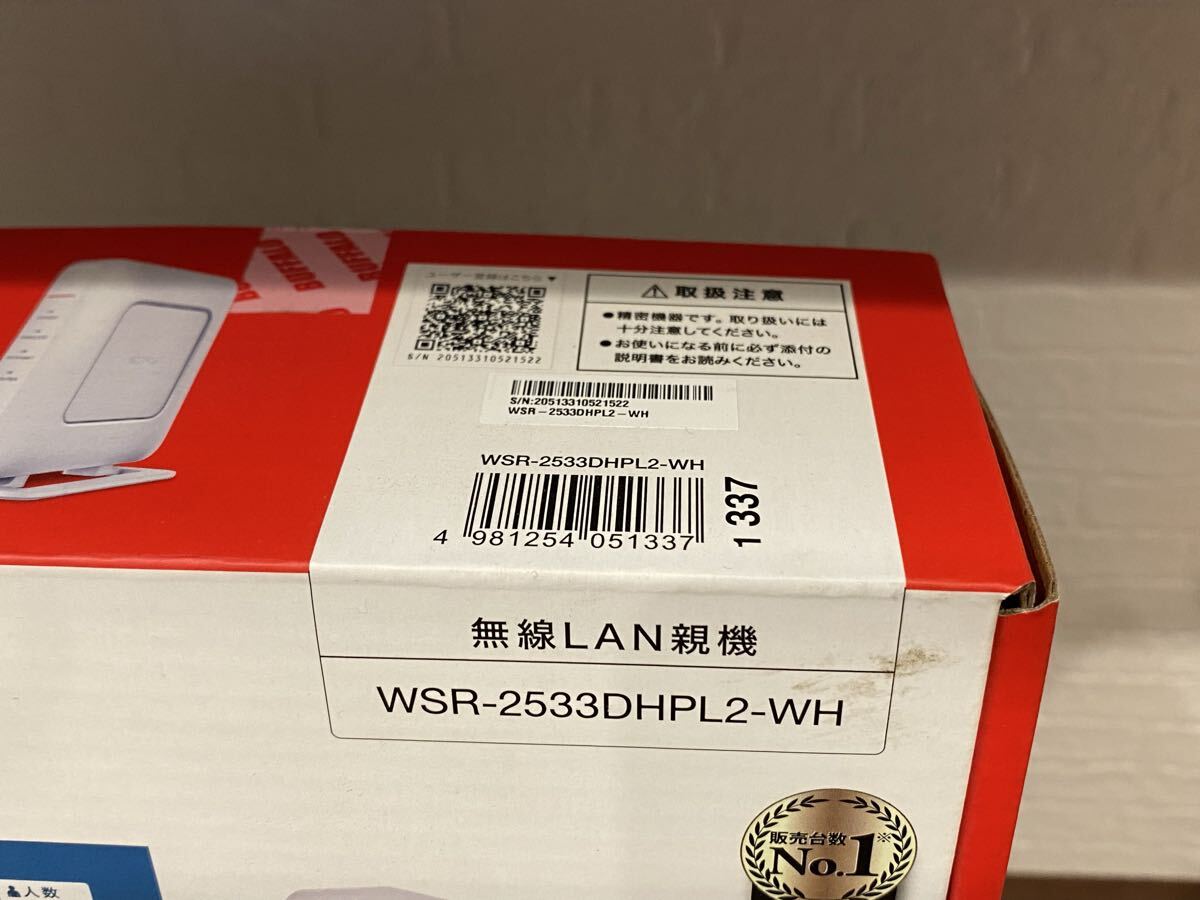 BUFFALO
BUFFALO
ユーザー登録はこちら▼
S/N 20513310521522
⚠取扱注意
●精密機器です。取り扱いには
十分注意してください。
●お使いになる前に必ず添付の
説明書をお読みください。
S/N:20513310521522
WSR-2533DHPL2-WH
WSR-2533DHPL2-WH
4 981254 051337
1 337
無線LAN親機
WSR-2533DHPL2-WH
販売台数※
No.1
人数